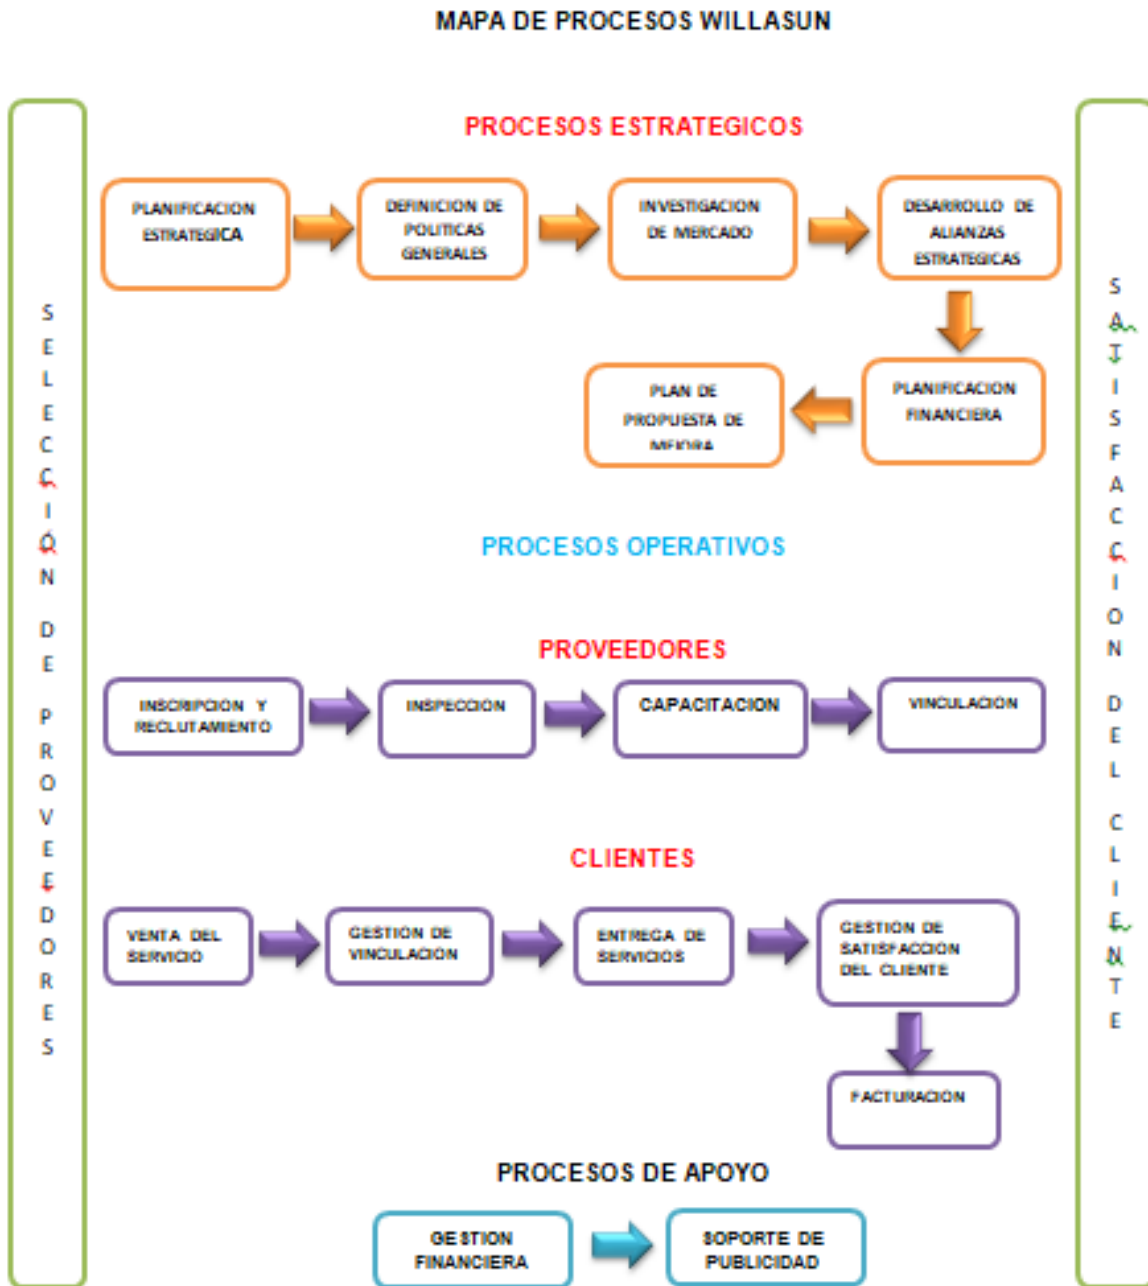 MAPA DE PROCESOS WILLASUN
PROCESOS ESTRATEGICOS
PLANIFICACION
ESTRATEGICA
DEFINICION DE
POLITICAS
GENERALES
INVESTIGACION
DE MERCADO
DESARROLLO DE
ALIANZAS
ESTRATEGICAS
PLANIFICACION
FINANCIERA
PLAN DE
PROPUESTA DE
MEJORA
SELECCIÓN DE PROVEEDORES
SATISFACCION DEL CLIENTE
PROCESOS OPERATIVOS
PROVEEDORES
INSCRIPCIÓN Y
RECLUTAMIENTO
INSPECCION
CAPACITACION
VINCULACION
CLIENTES
VENTA DEL
SERVICIO
GESTION DE
VINCULACION
ENTREGA DE
SERVICIOS
GESTION DE
SATISFACCION
DEL CLIENTE
FACTURACION
PROCESOS DE APOYO
GESTION
FINANCIERA
SOPORTE DE
PUBLICIDAD